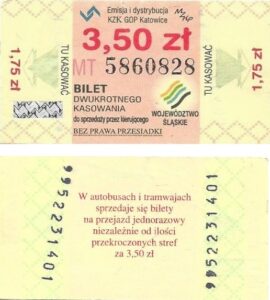 Emisja i dystrybucja
KZK GOP Katowice
3,50 zł
MT 5860828
TU KASOWAĆ
1,75 zł
TU KASOWAĆ
1,75 zł
BILET
DWUKROTNEGO
KASOWANIA
do sprzedaży przez kierującego
BEZ PRAWA PRZESIADKI
WOJEWÓDZTWO
ŚLĄSKIE
W autobusach i tramwajach
sprzedaje się bilety
na przejazd jednorazowy
niezależnie od ilości
przekroczonych stref
za 3,50 zł
9952231401
9952231401